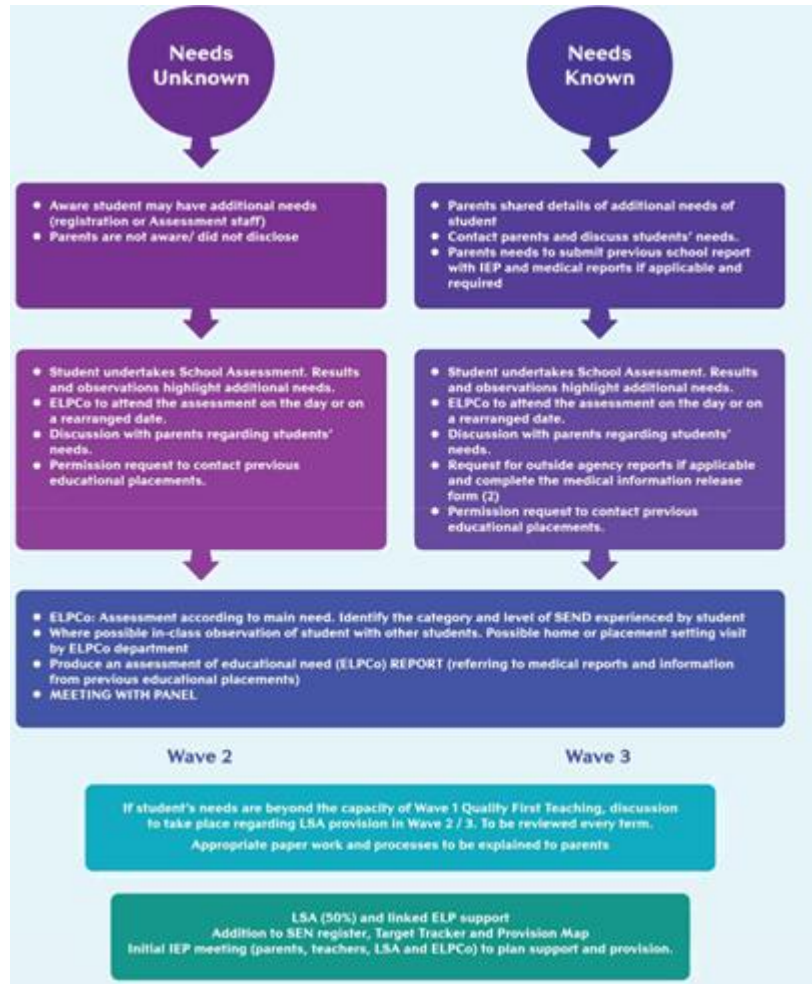 Needs
Unknown
Needs
Known
● Aware student may have additional needs
(registration or Assessment staff)
● Parents are not aware/ did not disclose
● Parents shared details of additional needs of
student
● Contact parents and discuss students' needs.
● Parents needs to submit previous school report
with IEP and medical reports if applicable and
required
● Student undertakes School Assessment. Results
and observations highlight additional needs.
● ELPCo to attend the assessment on the day or on
a rearranged date.
● Discussion with parents regarding students'
needs.
● Permission request to contact previous
educational placements.
● Student undertakes School Assessment. Results
and observations highlight additional needs.
● ELPCo to attend the assessment on the day or on
a rearranged date.
● Discussion with parents regarding students'
needs.
● Request for outside agency reports if applicable
and complete the medical information release
form (2)
● Permission request to contact previous
educational placements.
● ELPCo: Assessment according to main need. Identify the category and level of SEND experienced by student
● Where possible in-class observation of student with other students. Possible home or placement setting visit
by ELPCo department
● Produce an assessment of educational need (ELPCo) REPORT (referring to medical reports and information
from previous educational placements)
● MEETING WITH PANEL
Wave 2
Wave 3
If student's needs are beyond the capacity of Wave 1 Quality First Teaching, discussion
to take place regarding LSA provision in Wave 2 / 3. To be reviewed every term.
Appropriate paper work and processes to be explained to parents
LSA (50%) and linked ELP support
Addition to SEN register, Target Tracker and Provision Map
Initial IEP meeting (parents, teachers, LSA and ELPCo) to plan support and provision.